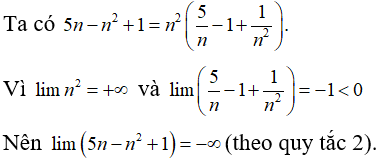 Ta có 5n − n² + 1 = n²(5/n − 1 + 1/n²).
Vì lim n² = +∞ và lim(5/n − 1 + 1/n²) = −1 < 0
Nên lim(5n − n² + 1) = −∞ (theo quy tắc 2).